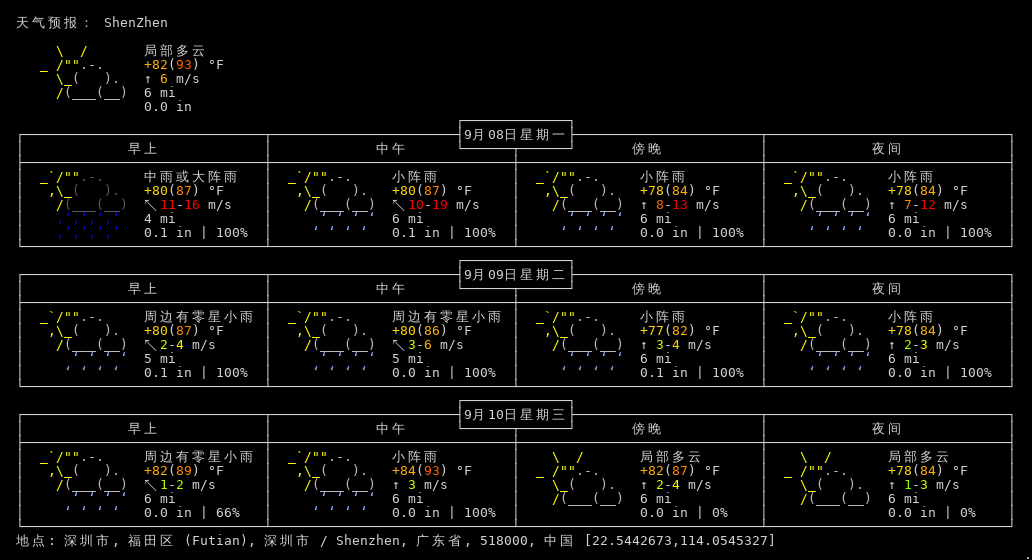 天气预报： ShenZhen
局部多云
+82(93) °F
↑ 6 m/s
6 mi
0.0 in
9月08日星期一
早上 中午 傍晚 夜间
中雨或大阵雨 小阵雨 小阵雨 小阵雨
+80(87) °F +80(87) °F +78(84) °F +78(84) °F
↖ 11-16 m/s ↖ 10-19 m/s ↑ 8-13 m/s ↑ 7-12 m/s
4 mi 6 mi 6 mi 6 mi
0.1 in | 100% 0.1 in | 100% 0.0 in | 100% 0.0 in | 100%
9月09日星期二
早上 中午 傍晚 夜间
周边有零星小雨 周边有零星小雨 小阵雨 小阵雨
+80(87) °F +80(86) °F +77(82) °F +78(84) °F
↖ 2-4 m/s ↖ 3-6 m/s ↑ 3-4 m/s ↑ 2-3 m/s
5 mi 5 mi 6 mi 6 mi
0.1 in | 100% 0.0 in | 100% 0.1 in | 100% 0.0 in | 100%
9月10日星期三
早上 中午 傍晚 夜间
周边有零星小雨 小阵雨 局部多云 局部多云
+82(89) °F +84(93) °F +82(87) °F +78(84) °F
↖ 1-2 m/s ↑ 3 m/s ↑ 2-4 m/s ↑ 1-3 m/s
6 mi 6 mi 6 mi 6 mi
0.0 in | 66% 0.0 in | 100% 0.0 in | 0% 0.0 in | 0%
地点: 深圳市, 福田区 (Futian), 深圳市 / Shenzhen, 广东省, 518000, 中国 [22.5442673,114.0545327]